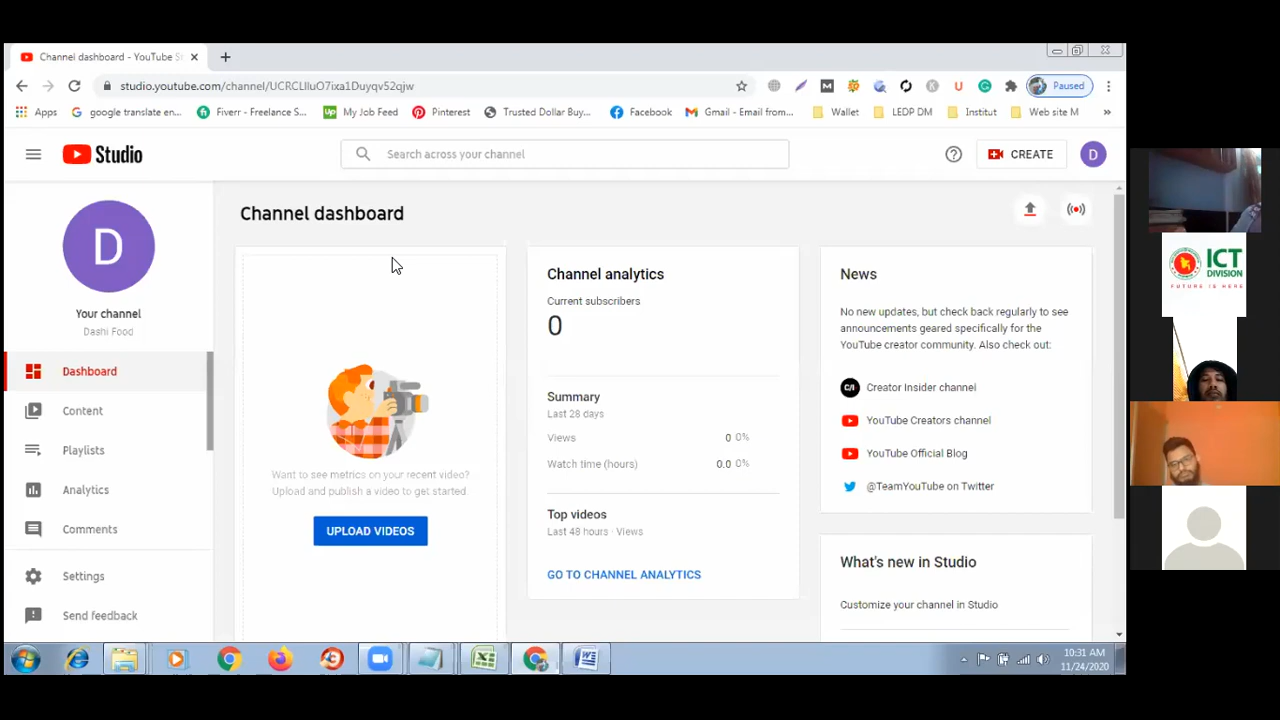 Channel dashboard - YouTube St
studio.youtube.com/channel/UCRCLlluO7ixa1Duyqv52qjw
Paused
Apps
google translate en...
Fiverr - Freelance S...
Up
My Job Feed
Pinterest
Trusted Dollar Buy...
Facebook
Gmail - Email from...
Wallet
LEDP DM
Institut
Web site M
»
Studio
Search across your channel
CREATE
D
D
Your channel
Dashi Food
Dashboard
Content
Playlists
Analytics
Comments
Settings
Send feedback
Channel dashboard
Want to see metrics on your recent video?
Upload and publish a video to get started
UPLOAD VIDEOS
Channel analytics
Current subscribers
0
Summary
Last 28 days
Views 0 0%
Watch time (hours) 0.0 0%
Top videos
Last 48 hours · Views
GO TO CHANNEL ANALYTICS
News
No new updates, but check back regularly to see
announcements geared specifically for the
YouTube creator community. Also check out:
C/I
Creator Insider channel
YouTube Creators channel
YouTube Official Blog
@TeamYouTube on Twitter
What's new in Studio
Customize your channel in Studio
10:31 AM
11/24/2020
ICT
DIVISION
FUTURE IS HERE